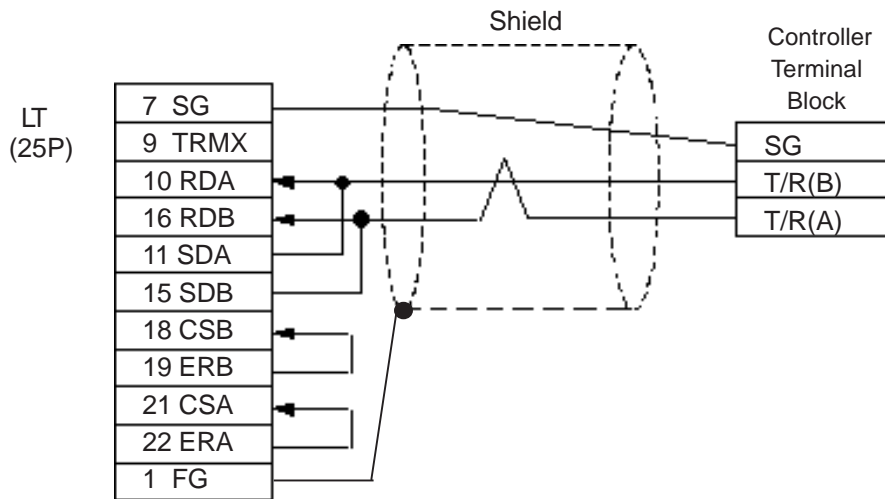 Shield
Controller
Terminal
Block
LT
(25P)
7 SG
9 TRMX
10 RDA
16 RDB
11 SDA
15 SDB
18 CSB
19 ERB
21 CSA
22 ERA
1 FG
SG
T/R(B)
T/R(A)